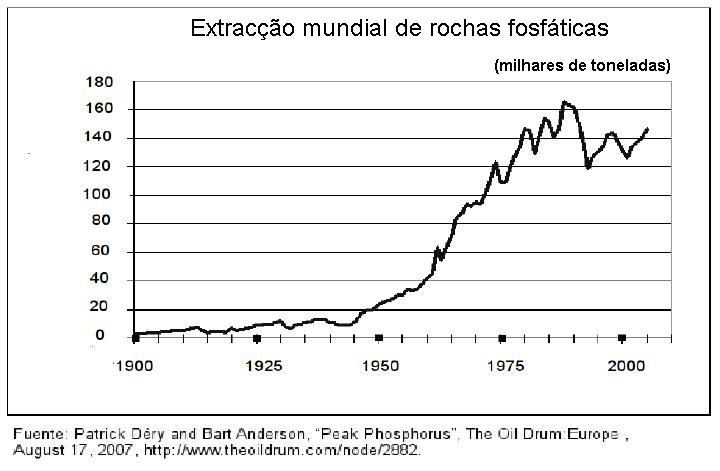 Extracção mundial de rochas fosfáticas
(milhares de toneladas)
180
160
140
120
100
80
60
40
20
0
1900 1925 1950 1975 2000
Fuente: Patrick Déry and Bart Anderson, “Peak Phosphorus”, The Oil Drum:Europe ,
August 17, 2007, http://www.theoildrum.com/node/2882.